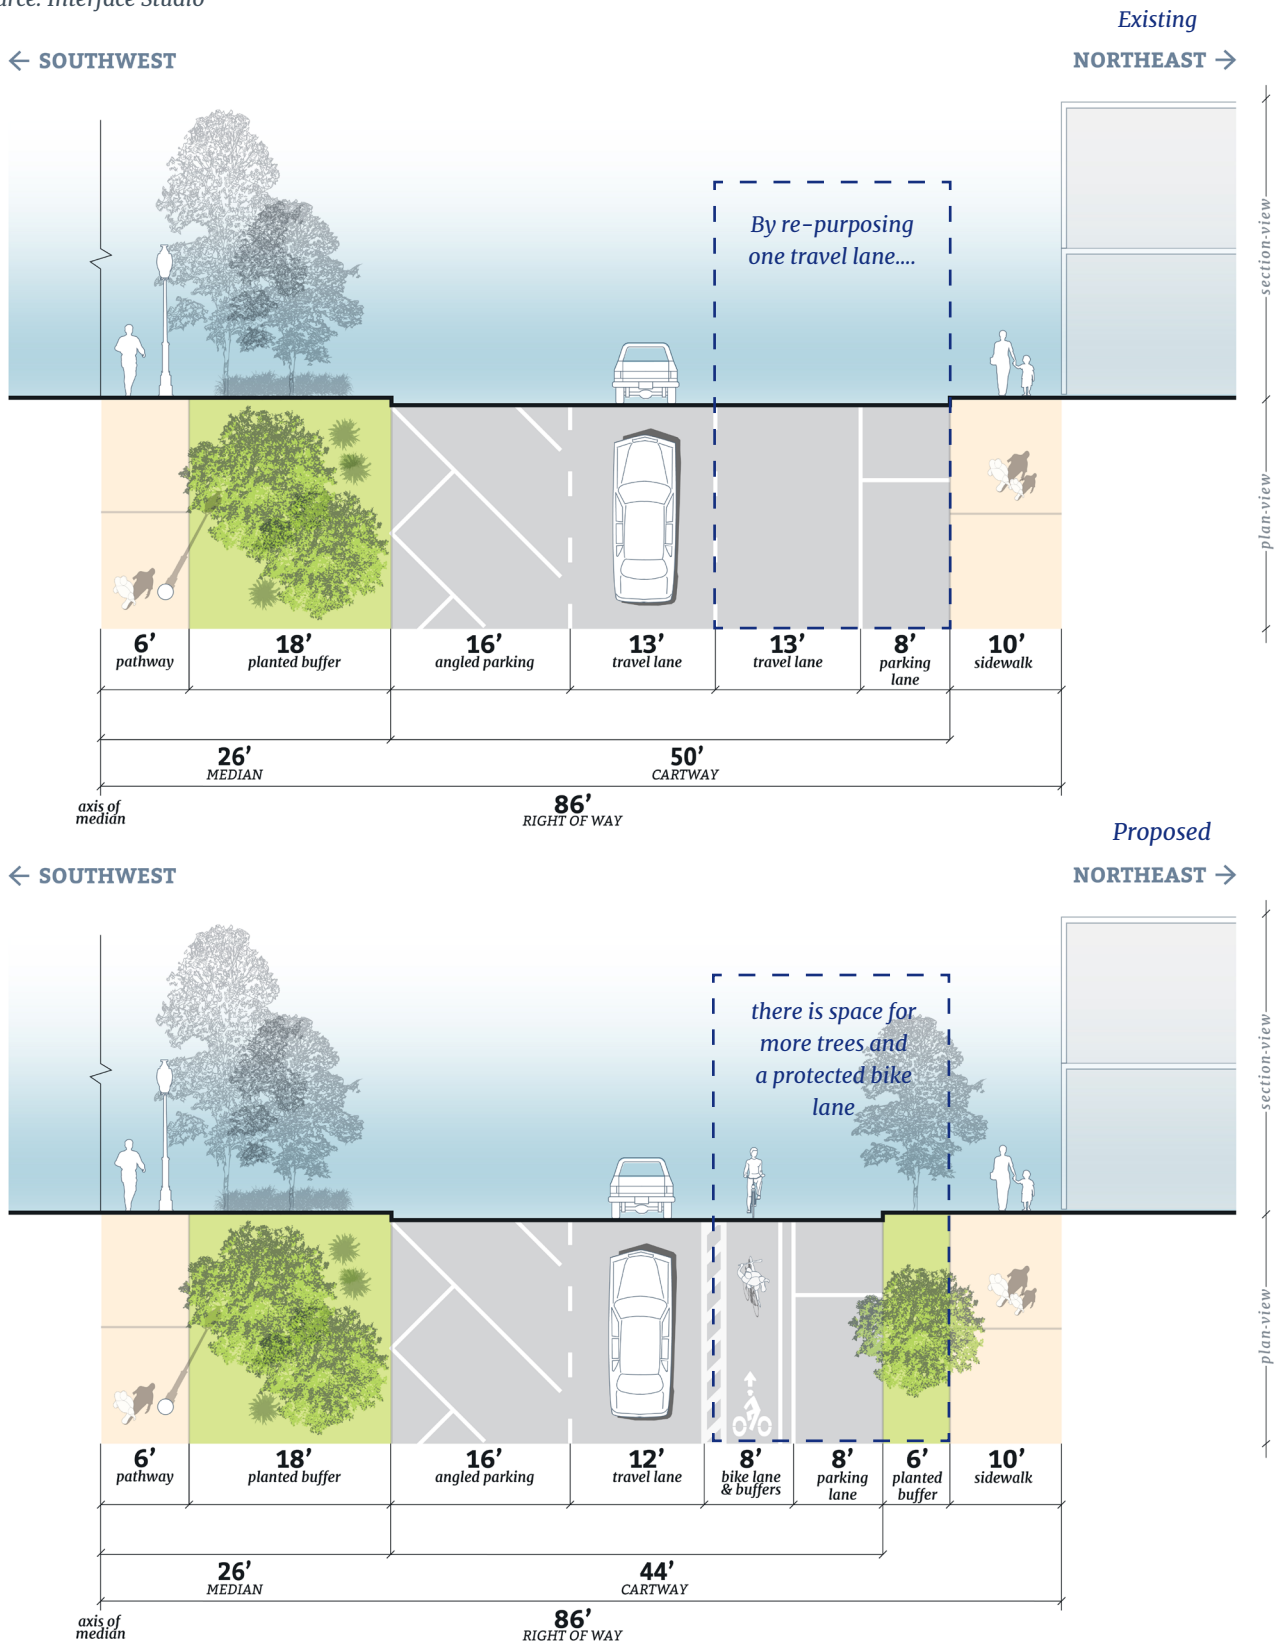 Interface Studio
Existing
← SOUTHWEST
NORTHEAST →
By re-purposing
one travel lane....
section-view
plan-view
6’
pathway
18’
planted buffer
16’
angled parking
13’
travel lane
13’
travel lane
8’
parking
lane
10’
sidewalk
26’
MEDIAN
50’
CARTWAY
axis of
median
86’
RIGHT OF WAY
Proposed
← SOUTHWEST
NORTHEAST →
there is space for
more trees and
a protected bike
lane
section-view
plan-view
6’
pathway
18’
planted buffer
16’
angled parking
12’
travel lane
8’
bike lane
& buffers
8’
parking
lane
6’
planted
buffer
10’
sidewalk
26’
MEDIAN
44’
CARTWAY
axis of
median
86’
RIGHT OF WAY